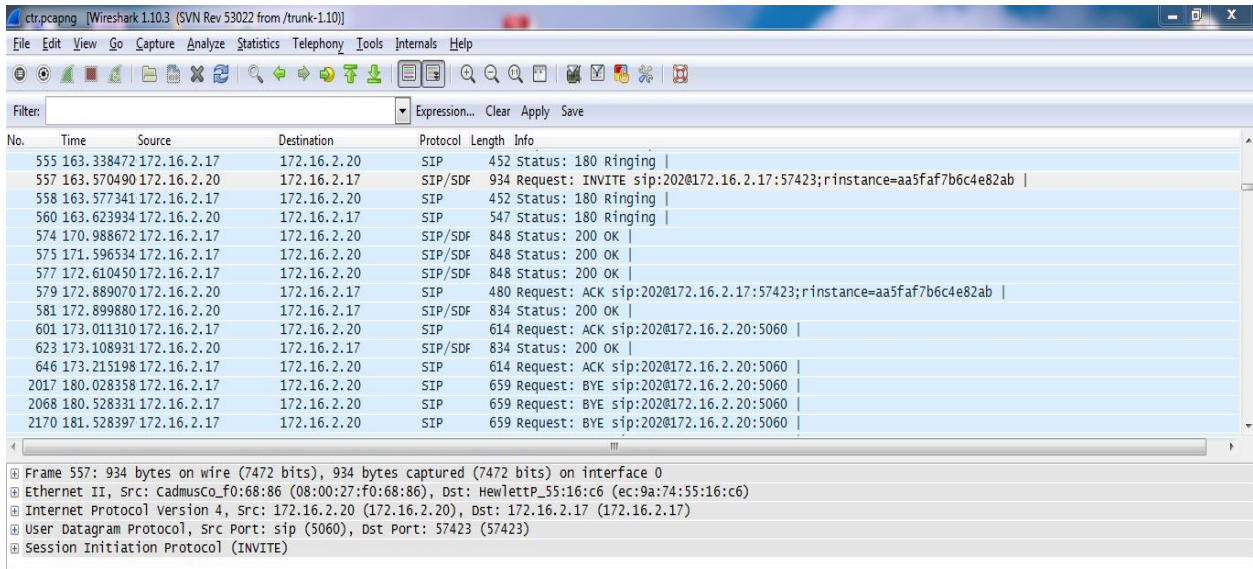 ctr.pcapng [Wireshark 1.10.3 (SVN Rev 53022 from /trunk-1.10)]
File Edit View Go Capture Analyze Statistics Telephony Tools Internals Help
Filter: Expression... Clear Apply Save
No. Time Source Destination Protocol Length Info
555 163.338472 172.16.2.17 172.16.2.20 SIP 452 Status: 180 Ringing |
557 163.570490 172.16.2.20 172.16.2.17 SIP/SDF 934 Request: INVITE sip:202@172.16.2.17:57423;rinstance=aa5faf7b6c4e82ab |
558 163.577341 172.16.2.17 172.16.2.20 SIP 452 Status: 180 Ringing |
560 163.623934 172.16.2.20 172.16.2.17 SIP 547 Status: 180 Ringing |
574 170.988672 172.16.2.17 172.16.2.20 SIP/SDF 848 Status: 200 OK |
575 171.596534 172.16.2.17 172.16.2.20 SIP/SDF 848 Status: 200 OK |
577 172.610450 172.16.2.17 172.16.2.20 SIP/SDF 848 Status: 200 OK |
579 172.889070 172.16.2.20 172.16.2.17 SIP 480 Request: ACK sip:202@172.16.2.17:57423;rinstance=aa5faf7b6c4e82ab |
581 172.899880 172.16.2.20 172.16.2.17 SIP/SDF 834 Status: 200 OK |
601 173.011310 172.16.2.17 172.16.2.20 SIP 614 Request: ACK sip:202@172.16.2.20:5060 |
623 173.108931 172.16.2.20 172.16.2.17 SIP/SDF 834 Status: 200 OK |
646 173.215198 172.16.2.17 172.16.2.20 SIP 614 Request: ACK sip:202@172.16.2.20:5060 |
2017 180.028358 172.16.2.17 172.16.2.20 SIP 659 Request: BYE sip:202@172.16.2.20:5060 |
2068 180.528331 172.16.2.17 172.16.2.20 SIP 659 Request: BYE sip:202@172.16.2.20:5060 |
2170 181.528397 172.16.2.17 172.16.2.20 SIP 659 Request: BYE sip:202@172.16.2.20:5060 |
Frame 557: 934 bytes on wire (7472 bits), 934 bytes captured (7472 bits) on interface 0
Ethernet II, Src: CadmusCo_f0:68:86 (08:00:27:f0:68:86), Dst: HewlettP_55:16:c6 (ec:9a:74:55:16:c6)
Internet Protocol Version 4, Src: 172.16.2.20 (172.16.2.20), Dst: 172.16.2.17 (172.16.2.17)
User Datagram Protocol, Src Port: sip (5060), Dst Port: 57423 (57423)
Session Initiation Protocol (INVITE)